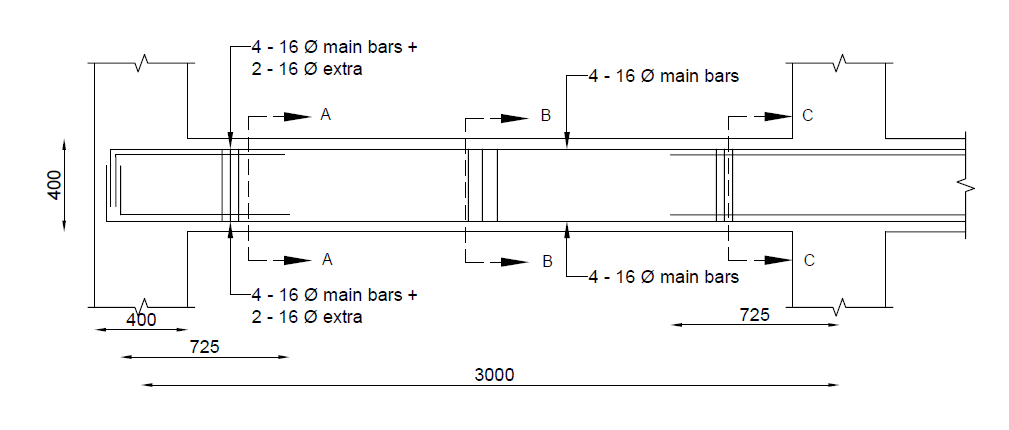 4 - 16 Ø main bars +
2 - 16 Ø extra
4 - 16 Ø main bars
A
B
C
400
A
B
C
4 - 16 Ø main bars +
2 - 16 Ø extra
4 - 16 Ø main bars
400
725
725
3000